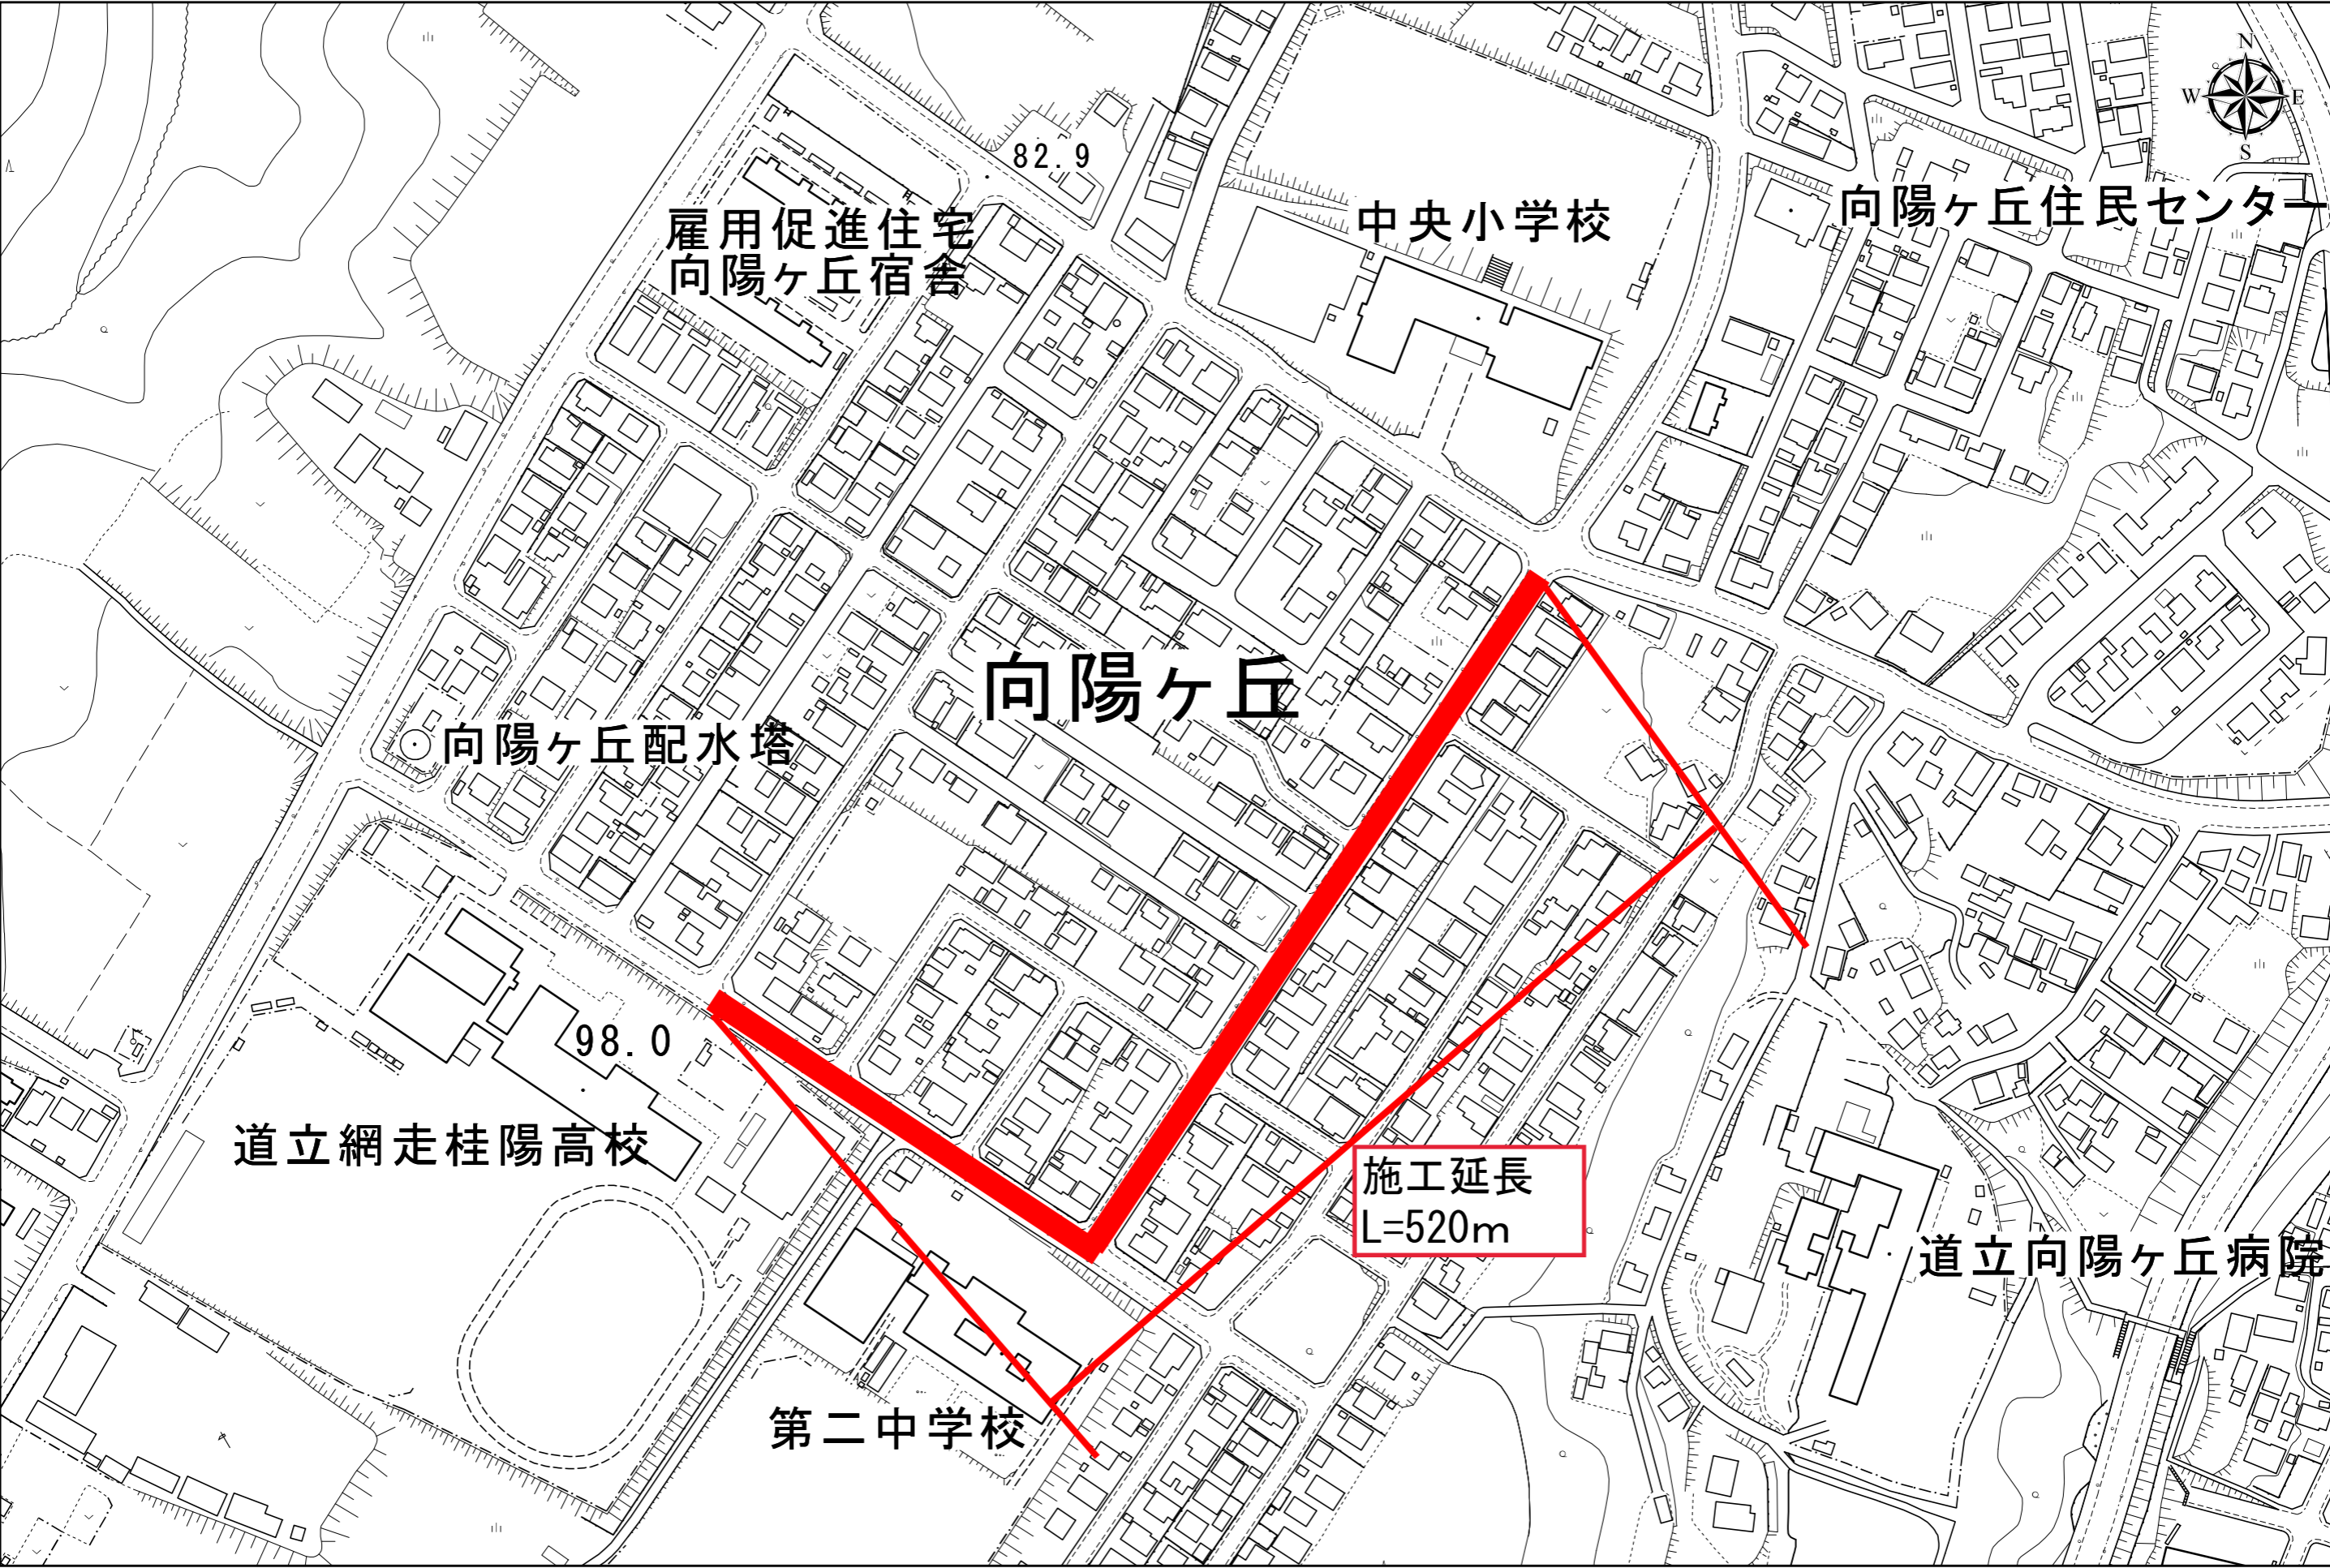 N
W E
S
82.9
雇用促進住宅
向陽ヶ丘宿舎
中央小学校
向陽ヶ丘住民センター
向陽ヶ丘
向陽ヶ丘配水塔
98.0
道立網走桂陽高校
施工延長
L=520m
道立向陽ヶ丘病院
第二中学校